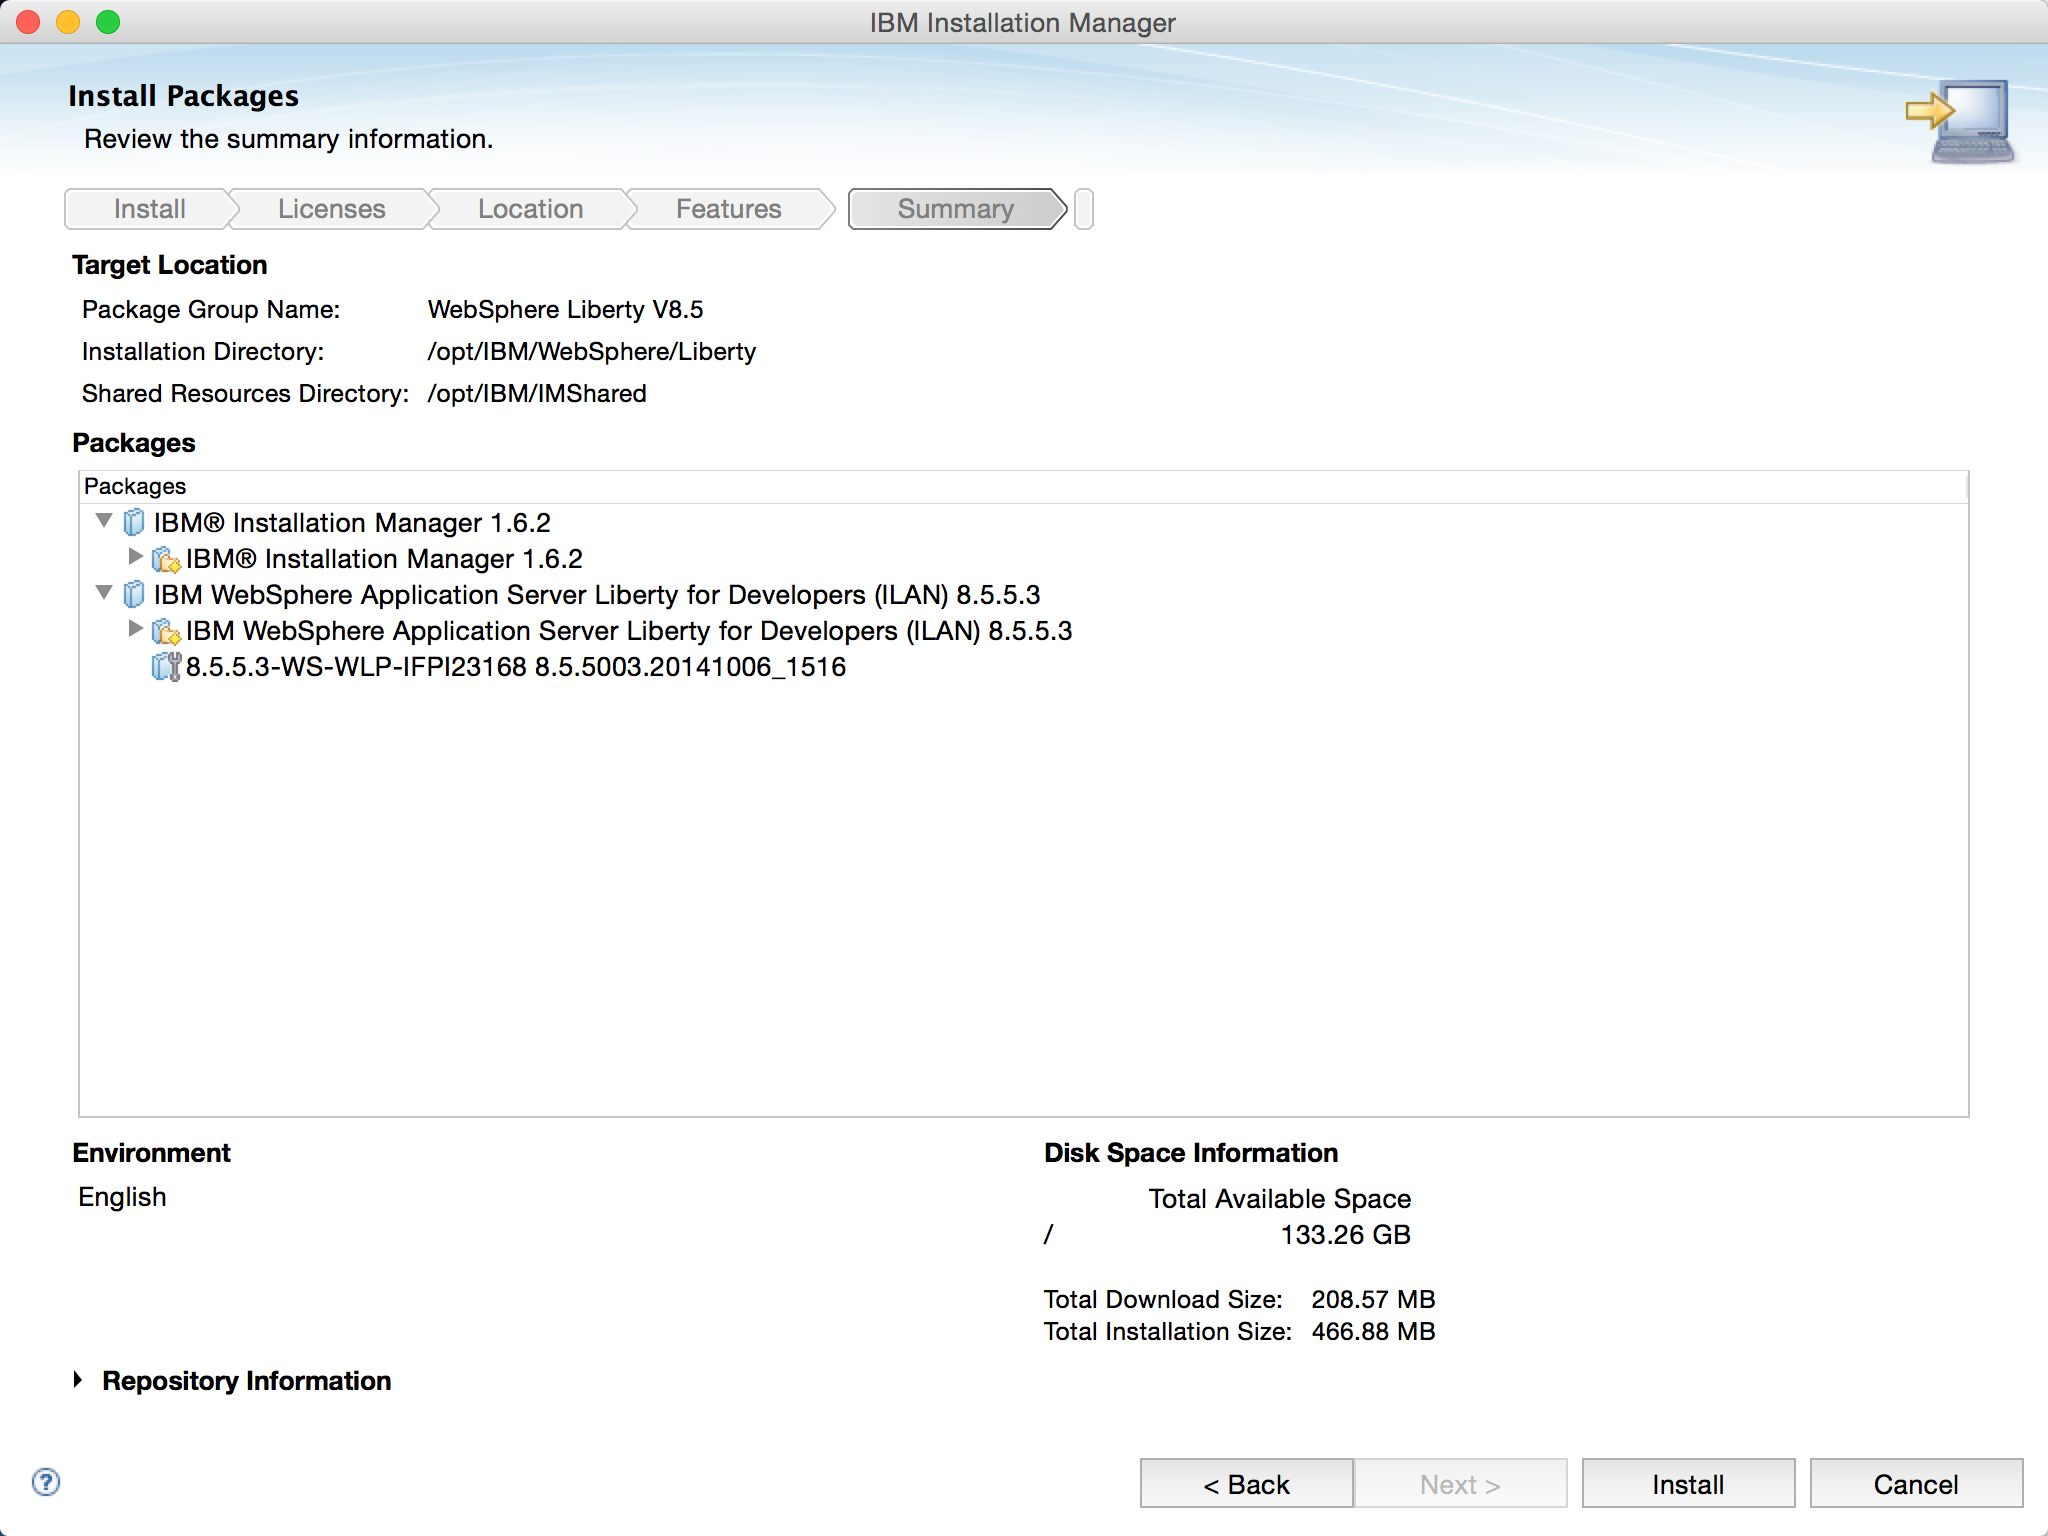 IBM Installation Manager
Install Packages
Review the summary information.
Install Licenses Location Features Summary
Target Location
Package Group Name: WebSphere Liberty V8.5
Installation Directory: /opt/IBM/WebSphere/Liberty
Shared Resources Directory: /opt/IBM/IMShared
Packages
Packages
IBM® Installation Manager 1.6.2
IBM® Installation Manager 1.6.2
IBM WebSphere Application Server Liberty for Developers (ILAN) 8.5.5.3
IBM WebSphere Application Server Liberty for Developers (ILAN) 8.5.5.3
8.5.5.3-WS-WLP-IFPI23168 8.5.5003.20141006_1516
Environment
English
Disk Space Information
Total Available Space
/ 133.26 GB
Total Download Size: 208.57 MB
Total Installation Size: 466.88 MB
Repository Information
?
< Back Next > Install Cancel